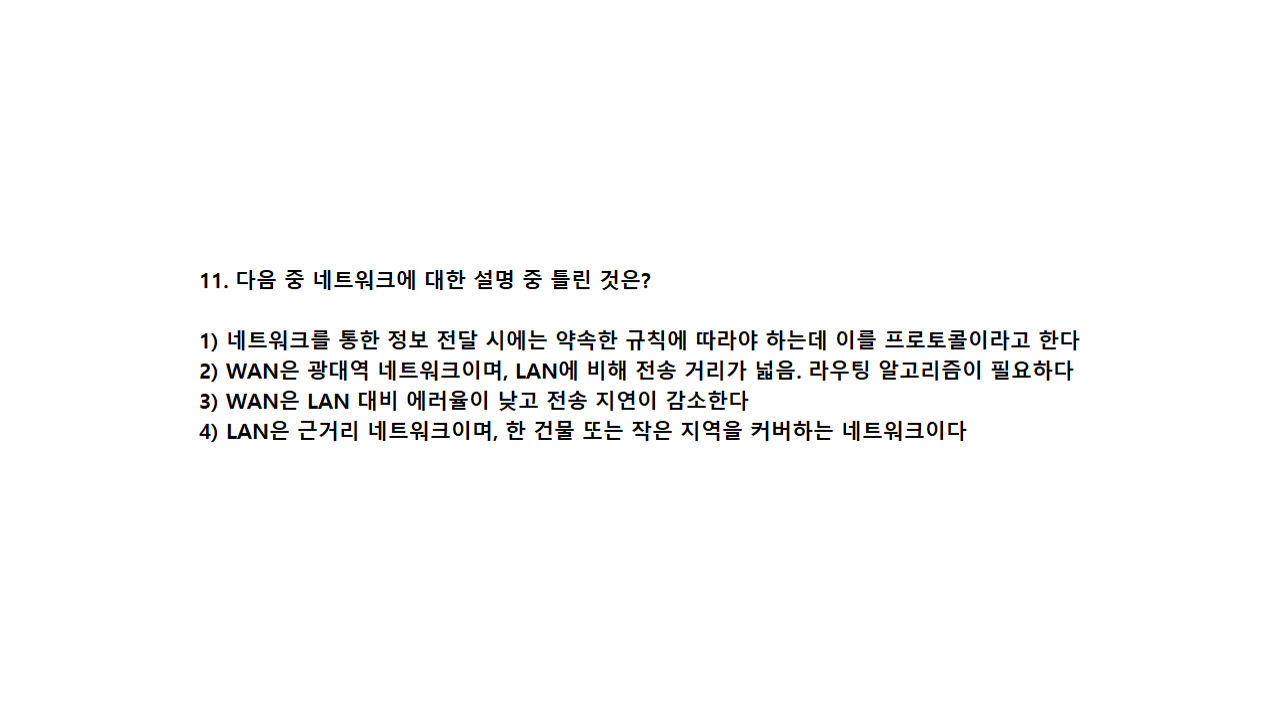 11. 다음 중 네트워크에 대한 설명 중 틀린 것은?
1) 네트워크를 통한 정보 전달 시에는 약속한 규칙에 따라야 하는데 이를 프로토콜이라고 한다
2) WAN은 광대역 네트워크이며, LAN에 비해 전송 거리가 넓음. 라우팅 알고리즘이 필요하다
3) WAN은 LAN 대비 에러율이 낮고 전송 지연이 감소한다
4) LAN은 근거리 네트워크이며, 한 건물 또는 작은 지역을 커버하는 네트워크이다